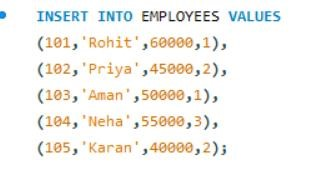 INSERT INTO EMPLOYEES VALUES
(101,'Rohit',60000,1),
(102,'Priya',45000,2),
(103,'Aman',50000,1),
(104,'Neha',55000,3),
(105,'Karan',40000,2);